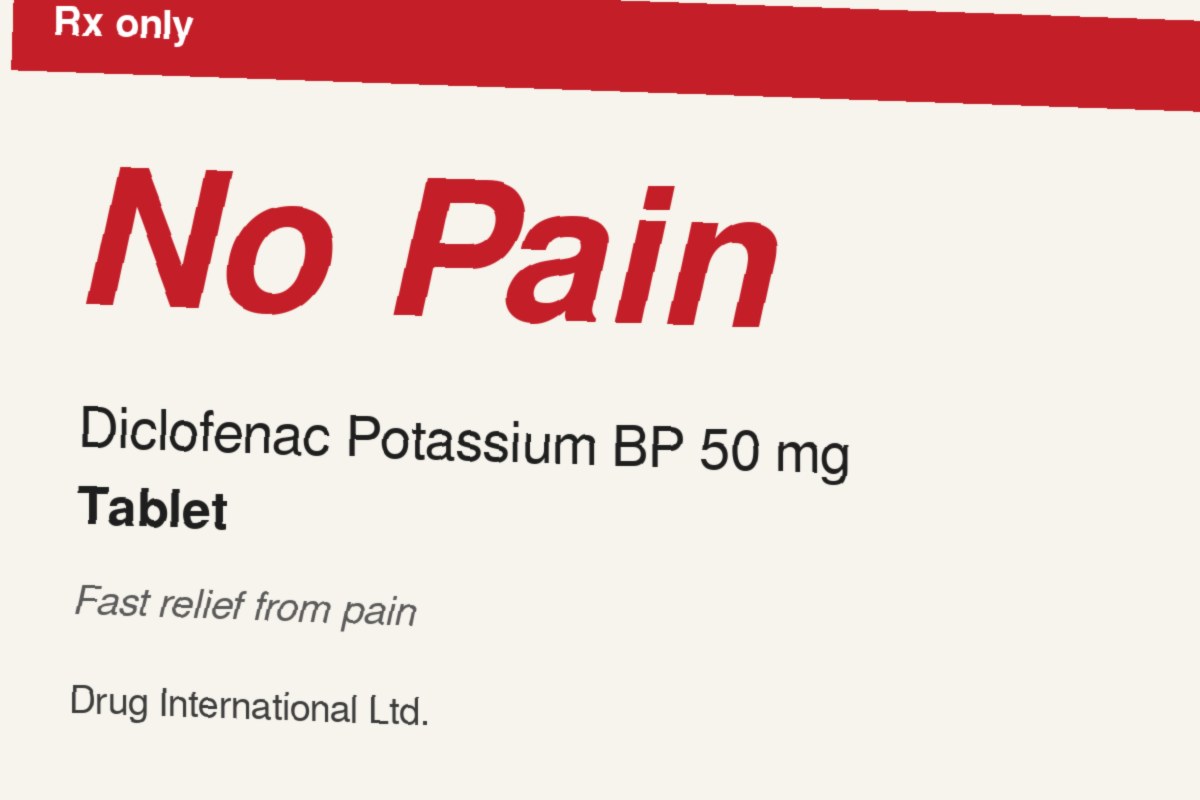 Rx only
No Pain
Diclofenac Potassium BP 50 mg
Tablet
Fast relief from pain
Drug International Ltd.